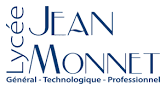 Lycée
JEAN
MONNET
Général - Technologique - Professionnel